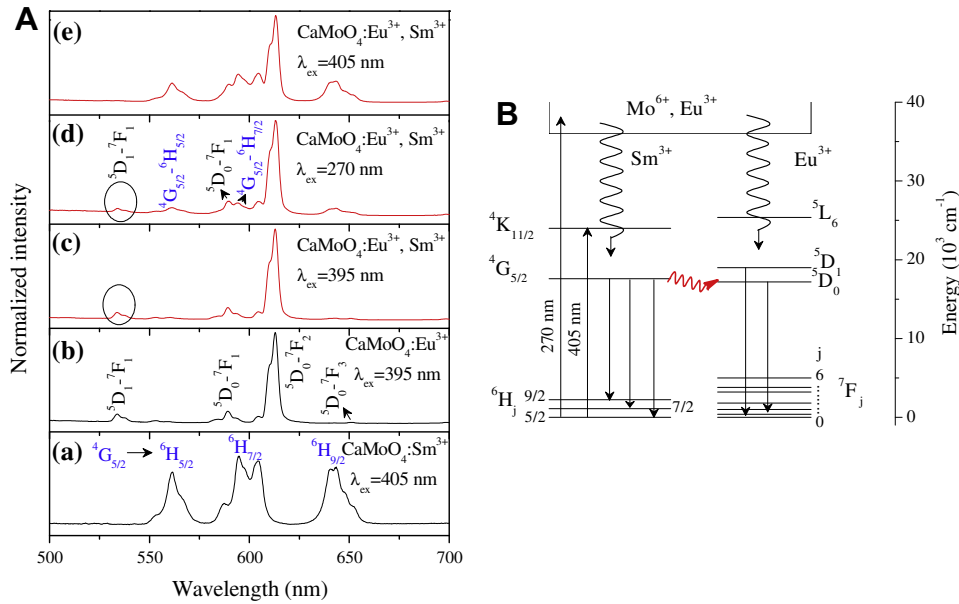 A
Normalized intensity
(e)
CaMoO₄:Eu³⁺, Sm³⁺
λₑₓ=405 nm
(d)
CaMoO₄:Eu³⁺, Sm³⁺
λₑₓ=270 nm
⁵D₁-⁷F₁
⁴G₅/₂-⁶H₅/₂
⁵D₀-⁷F₁
⁴G₅/₂-⁶H₇/₂
(c)
CaMoO₄:Eu³⁺, Sm³⁺
λₑₓ=395 nm
(b)
CaMoO₄:Eu³⁺
λₑₓ=395 nm
⁵D₁-⁷F₁
⁵D₀-⁷F₁
⁵D₀-⁷F₂
⁵D₀-⁷F₃
(a)
CaMoO₄:Sm³⁺
λₑₓ=405 nm
⁴G₅/₂ → ⁶H₅/₂
⁶H₇/₂
⁶H₉/₂
500 550 600 650 700
Wavelength (nm)
B
Mo⁶⁺, Eu³⁺
Sm³⁺
Eu³⁺
⁴K₁₁/₂
⁴G₅/₂
270 nm
405 nm
⁶Hⱼ
9/2
7/2
5/2
⁵L₆
⁵D₁
⁵D₀
j
6
0
⁷Fⱼ
40
30
20
10
0
Energy (10³ cm⁻¹)